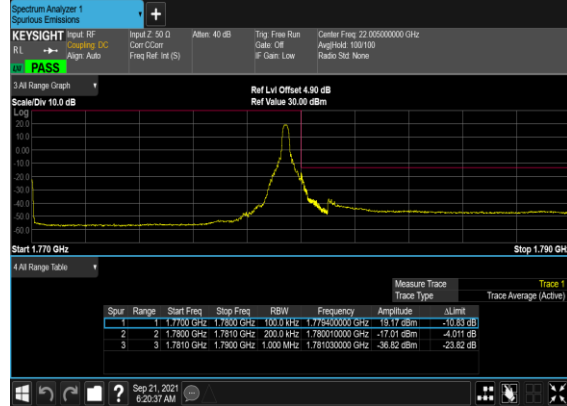 Spectrum Analyzer 1
Spurious Emissions
KEYSIGHT Input: RF Input Z: 50 Ω Atten: 40 dB Trig: Free Run Center Freq: 22.005000000 GHz
RL Coupling: DC Corr CCorr Gate: Off Avg|Hold: 100/100
Align: Auto Freq Ref: Int (S) IF Gain: Low Radio Std: None
PASS
3 All Range Graph
Ref Lvl Offset 4.90 dB
Scale/Div 10.0 dB Ref Value 30.00 dBm
Log
20.0
10.0
0.00
-10.0
-20.0
-30.0
-40.0
-50.0
-60.0
Start 1.770 GHz Stop 1.790 GHz
4 All Range Table
Measure Trace Trace 1
Trace Type Trace Average (Active)
Spur Range Start Freq Stop Freq RBW Frequency Amplitude ΔLimit
1 1 1.7700 GHz 1.7800 GHz 100.0 kHz 1.779400000 GHz 19.17 dBm -10.83 dB
2 2 1.7800 GHz 1.7810 GHz 200.0 kHz 1.780010000 GHz -17.01 dBm -4.011 dB
3 3 1.7810 GHz 1.7900 GHz 1.000 MHz 1.781030000 GHz -36.82 dBm -23.82 dB
? Sep 21, 2021
6:20:37 AM